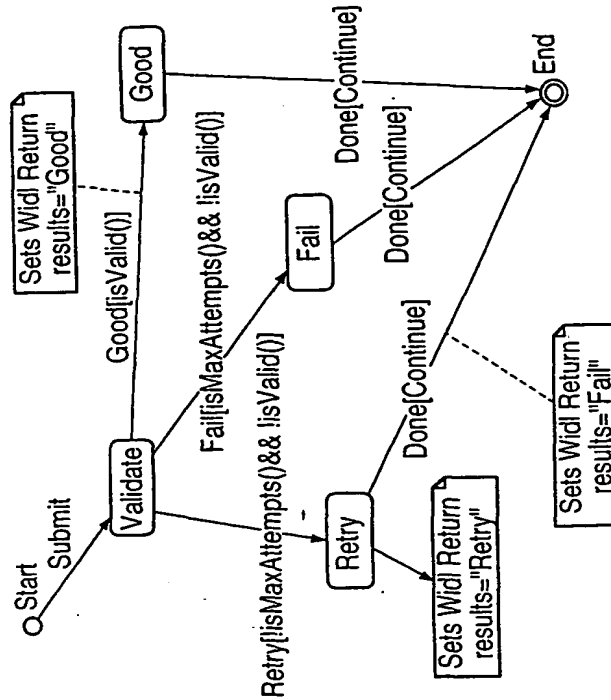 Start
Submit
Validate
Good[isValid()]
Sets Widl Return
results="Good"
Good
Fail[isMaxAttempts()&& !isValid()]
Fail
Retry[!isMaxAttempts()&& !isValid()]
Retry
Sets Widl Return
results="Retry"
Done[Continue]
Done[Continue]
Done[Continue]
Sets Widl Return
results="Fail"
End